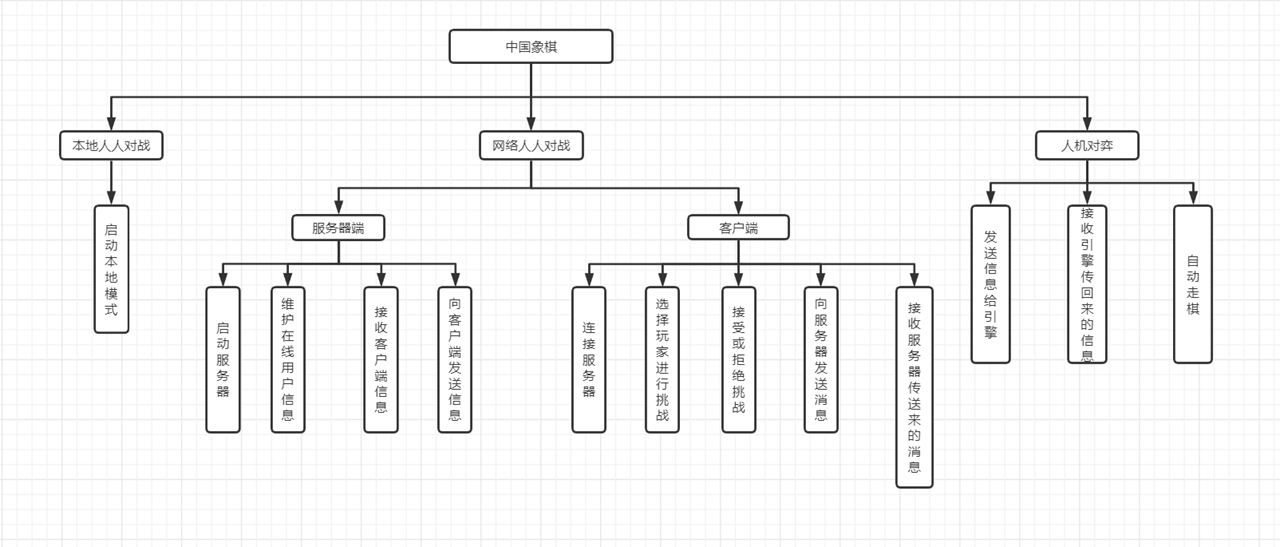 中国象棋
本地人人对战
网络人人对战
人机对弈
启动本地模式
服务器端
客户端
发送信息给引擎
接收引擎传回来的信息
自动走棋
启动服务器
维护在线用户信息
接收客户端信息
向客户端发送信息
连接服务器
选择玩家进行挑战
接受或拒绝挑战
向服务器发送消息
接收服务器传送来的消息